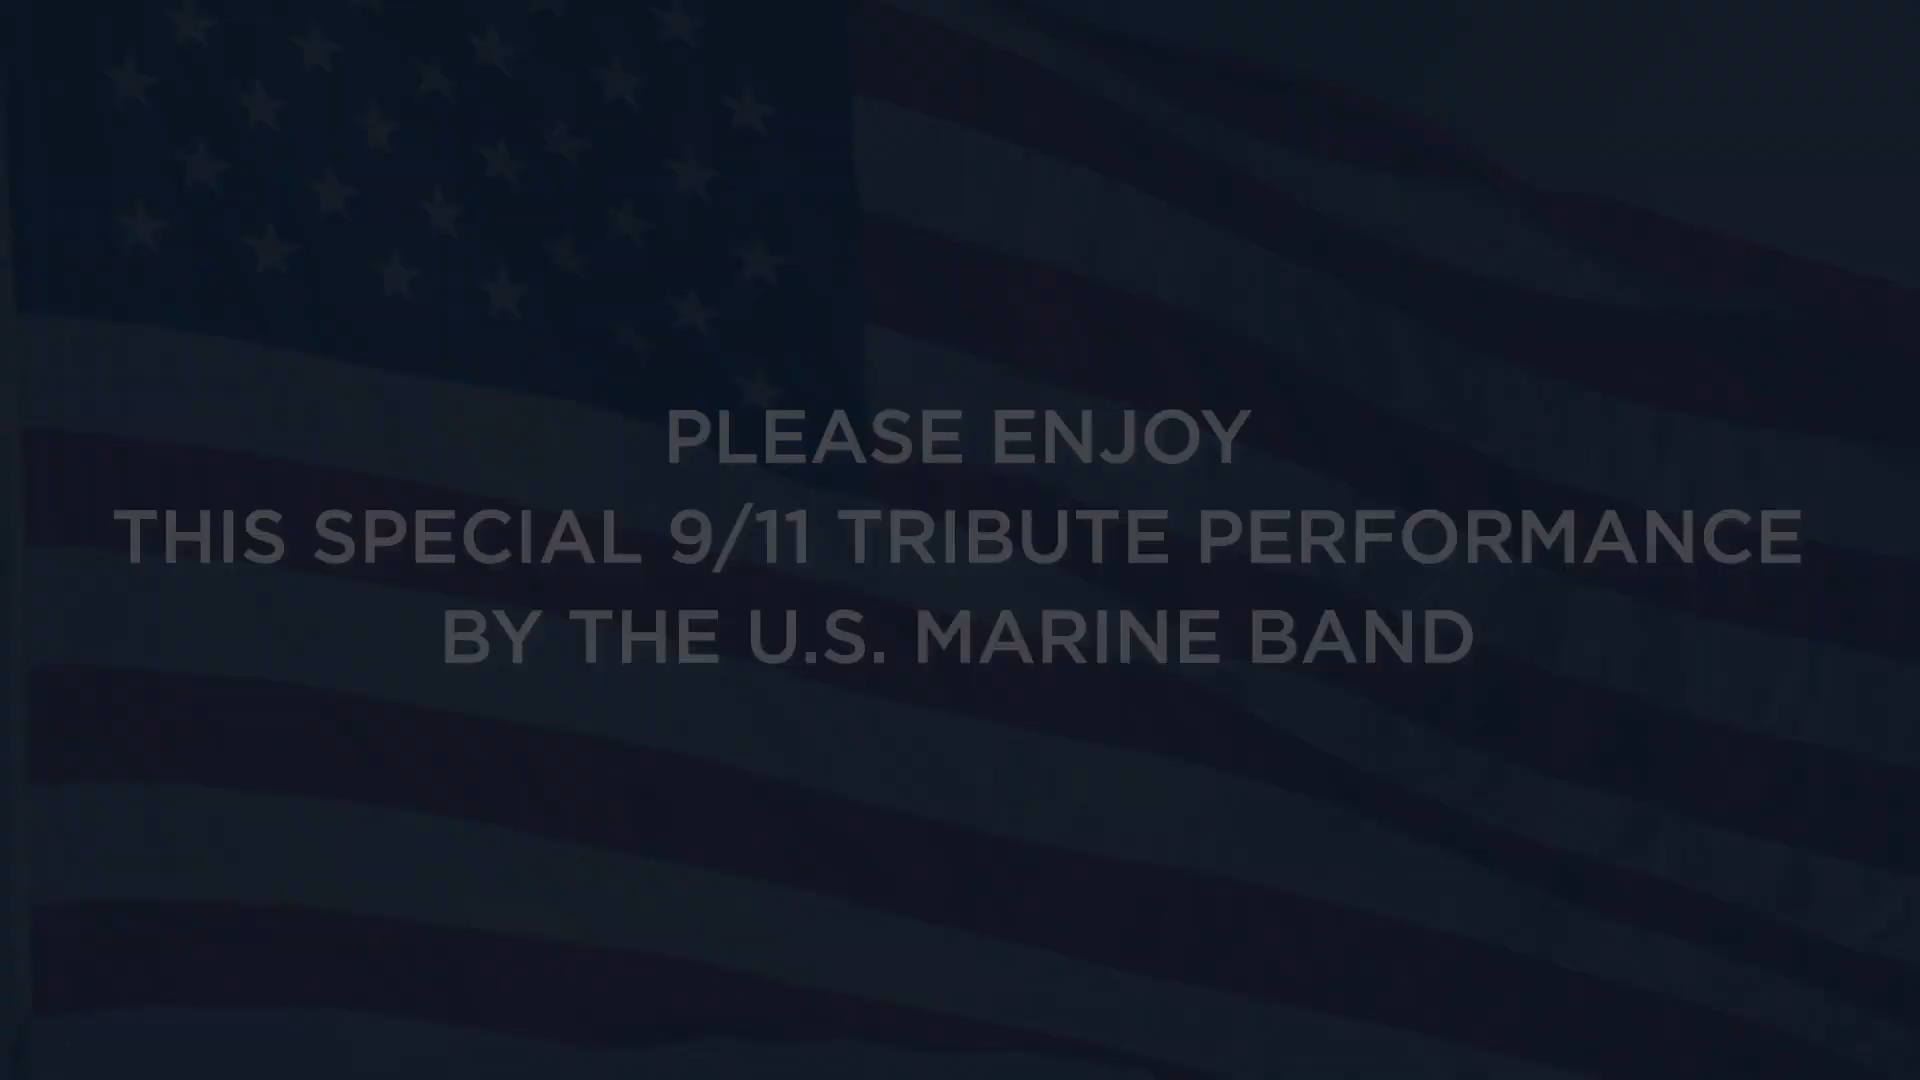 PLEASE ENJOY
THIS SPECIAL 9/11 TRIBUTE PERFORMANCE
BY THE U.S. MARINE BAND